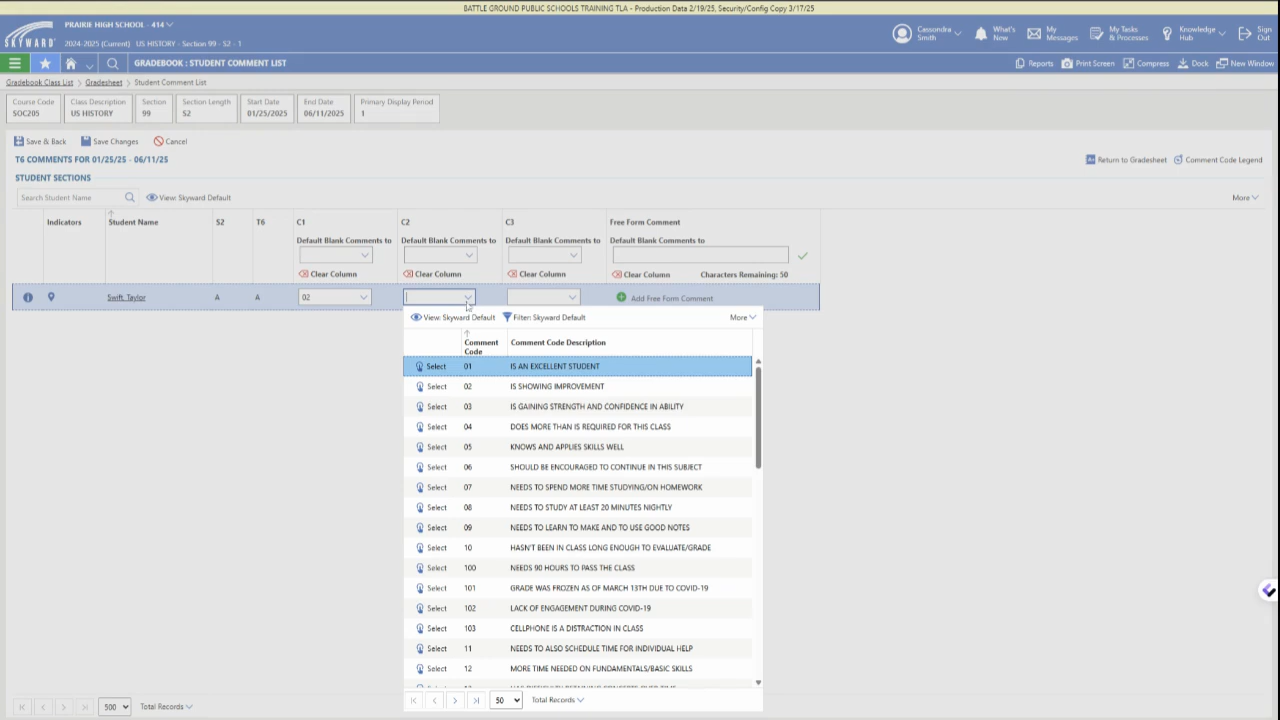 BATTLE GROUND PUBLIC SCHOOLS TRAINING TLA - Production Data 2/19/25, Security/Config Copy 3/17/25
SKYWARD
PRAIRIE HIGH SCHOOL - 414
2024-2025 (Current) US HISTORY - Section 99 - S2 - 1
Cassondra Smith
What's Now
My Messages
My Tasks & Processes
Knowledge Hub
Sign Out
GRADEBOOK : STUDENT COMMENT LIST
Reports Print Screen Compress Dock New Window
Gradebook Class List > Gradesheet > Student Comment List
Course Code Class Description Section Section Length Start Date End Date Primary Display Period
SOC205 US HISTORY 99 S2 01/25/2025 06/11/2025 1
Save & Back Save Changes Cancel
T6 COMMENTS FOR 01/25/25 - 06/11/25
Return to Gradesheet Comment Code Legend
STUDENT SECTIONS
Search Student Name View: Skyward Default More
Indicators Student Name S2 T6 C1 C2 C3 Free Form Comment
Default Blank Comments to Default Blank Comments to Default Blank Comments to Default Blank Comments to
Clear Column Clear Column Clear Column Clear Column Characters Remaining: 50
Swift, Taylor A A 02 Add Free Form Comment
View: Skyward Default Filter: Skyward Default More
Comment Code Comment Code Description
Select 01 IS AN EXCELLENT STUDENT
Select 02 IS SHOWING IMPROVEMENT
Select 03 IS GAINING STRENGTH AND CONFIDENCE IN ABILITY
Select 04 DOES MORE THAN IS REQUIRED FOR THIS CLASS
Select 05 KNOWS AND APPLIES SKILLS WELL
Select 06 SHOULD BE ENCOURAGED TO CONTINUE IN THIS SUBJECT
Select 07 NEEDS TO SPEND MORE TIME STUDYING/ON HOMEWORK
Select 08 NEEDS TO STUDY AT LEAST 20 MINUTES NIGHTLY
Select 09 NEEDS TO LEARN TO MAKE AND TO USE GOOD NOTES
Select 10 HASN'T BEEN IN CLASS LONG ENOUGH TO EVALUATE/GRADE
Select 100 NEEDS 90 HOURS TO PASS THE CLASS
Select 101 GRADE WAS FROZEN AS OF MARCH 13TH DUE TO COVID-19
Select 102 LACK OF ENGAGEMENT DURING COVID-19
Select 103 CELLPHONE IS A DISTRACTION IN CLASS
Select 11 NEEDS TO ALSO SCHEDULE TIME FOR INDIVIDUAL HELP
Select 12 MORE TIME NEEDED ON FUNDAMENTALS/BASIC SKILLS
50 Total Records
500 Total Records